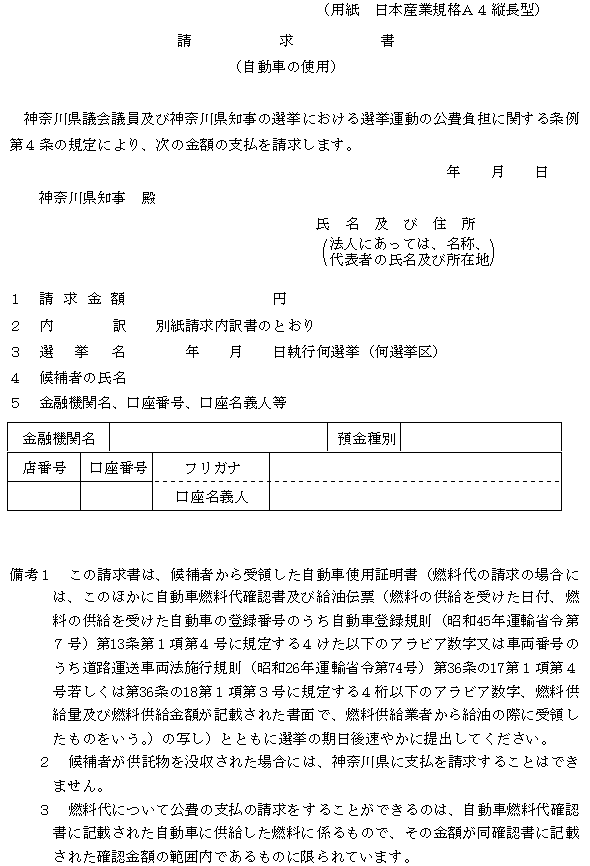 （用紙　日本産業規格Ａ４縦長型）
請　求　書
（自動車の使用）
神奈川県議会議員及び神奈川県知事の選挙における選挙運動の公費負担に関する条例
第４条の規定により、次の金額の支払を請求します。
年　月　日
神奈川県知事　殿
氏　名　及　び　住　所
（法人にあっては、名称、
代表者の氏名及び所在地）
１　請求金額　　　　円
２　内　　訳　　別紙請求内訳書のとおり
３　選　挙　名　　年　月　日執行何選挙（何選挙区）
４　候補者の氏名
５　金融機関名、口座番号、口座名義人等
金融機関名　　預金種別
店番号　口座番号　フリガナ
口座名義人
備考１　この請求書は、候補者から受領した自動車使用証明書（燃料代の請求の場合に
は、このほかに自動車燃料代確認書及び給油伝票（燃料の供給を受けた日付、燃
料の供給を受けた自動車の登録番号のうち自動車登録規則（昭和45年運輸省令第
７号）第13条第１項第４号に規定する４けた以下のアラビア数字又は車両番号の
うち道路運送車両法施行規則（昭和26年運輸省令第74号）第36条の17第１項第４
号若しくは第36条の18第１項第３号に規定する４桁以下のアラビア数字、燃料供
給量及び燃料供給金額が記載された書面で、燃料供給業者から給油の際に受領し
たものをいう。）の写し）とともに選挙の期日後速やかに提出してください。
２　候補者が供託物を没収された場合には、神奈川県に支払を請求することはでき
ません。
３　燃料代について公費の支払の請求をすることができるのは、自動車燃料代確認
書に記載された自動車に供給した燃料に係るもので、その金額が同確認書に記載
された確認金額の範囲内であるものに限られています。